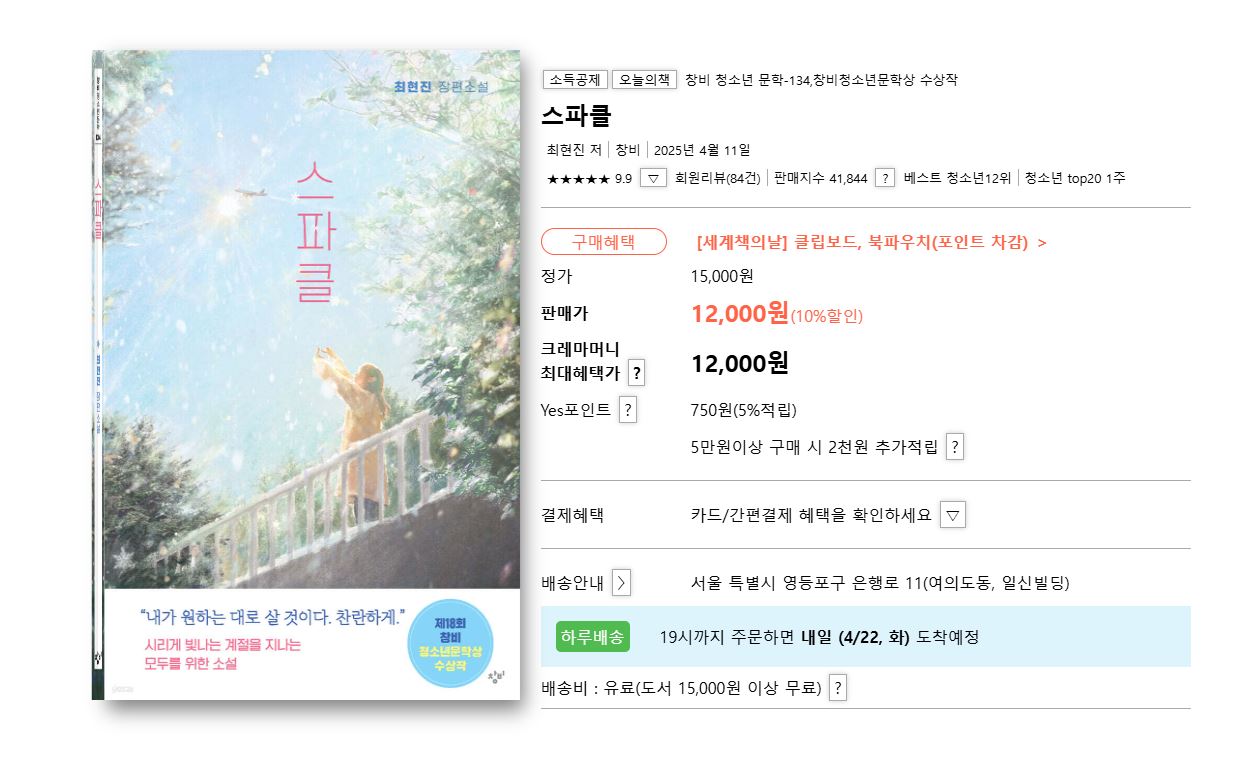 최현진 장편소설
스파클
스파클
최현진 장편소설
“내가 원하는 대로 살 것이다. 찬란하게.”
시리게 빛나는 계절을 지나는
모두를 위한 소설
제18회
창비
청소년문학상
수상작
창비
소득공제 오늘의책 창비 청소년 문학-134,창비청소년문학상 수상작
스파클
최현진 저 | 창비 | 2025년 4월 11일
★★★★★ 9.9 ▽ 회원리뷰(84건) | 판매지수 41,844 ? 베스트 청소년12위 | 청소년 top20 1주
구매혜택 [세계책의날] 클립보드, 북파우치(포인트 차감) >
정가 15,000원
판매가 12,000원(10%할인)
크레마머니
최대혜택가 ? 12,000원
Yes포인트 ? 750원(5%적립)
5만원이상 구매 시 2천원 추가적립 ?
결제혜택 카드/간편결제 혜택을 확인하세요 ▽
배송안내 > 서울 특별시 영등포구 은행로 11(여의도동, 일신빌딩)
하루배송 19시까지 주문하면 내일 (4/22, 화) 도착예정
배송비 : 유료(도서 15,000원 이상 무료) ?